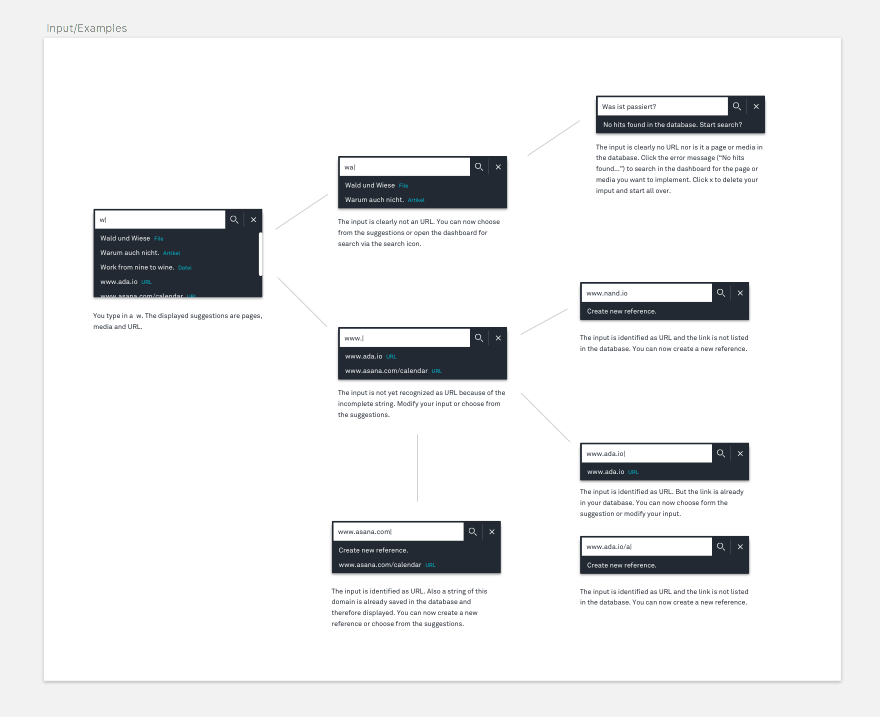 Input/Examples
w|
Wald und Wiese File
Warum auch nicht. Artikel
Work from nine to wine. Datei
www.ada.io URL
www.asana.com/calendar URL
You type in a w. The displayed suggestions are pages,
media and URL.
wa|
Wald und Wiese File
Warum auch nicht. Artikel
The input is clearly not an URL. You can now choose
from the suggestions or open the dashboard for
search via the search icon.
Was ist passiert?
No hits found in the database. Start search?
The input is clearly no URL nor is it a page or media in
the database. Click the error message ("No hits
found...") to search in the dashboard for the page or
media you want to implement. Click x to delete your
imput and start all over.
www.|
www.ada.io URL
www.asana.com/calendar URL
The input is not yet recognized as URL because of the
incomplete string. Modify your input or choose from
the suggestions.
www.nand.io
Create new reference.
The input is identified as URL and the link is not listed
in the database. You can now create a new reference.
www.ada.io|
www.ada.io URL
The input is identified as URL. But the link is already
in your database. You can now choose form the
suggestion or modify your input.
www.asana.com|
Create new reference.
www.asana.com/calendar URL
The input is identified as URL. Also a string of this
domain is already saved in the database and
therefore displayed. You can now create a new
reference or choose from the suggestions.
www.ada.io/a|
Create new reference.
The input is identified as URL and the link is not listed
in the database. You can now create a new reference.